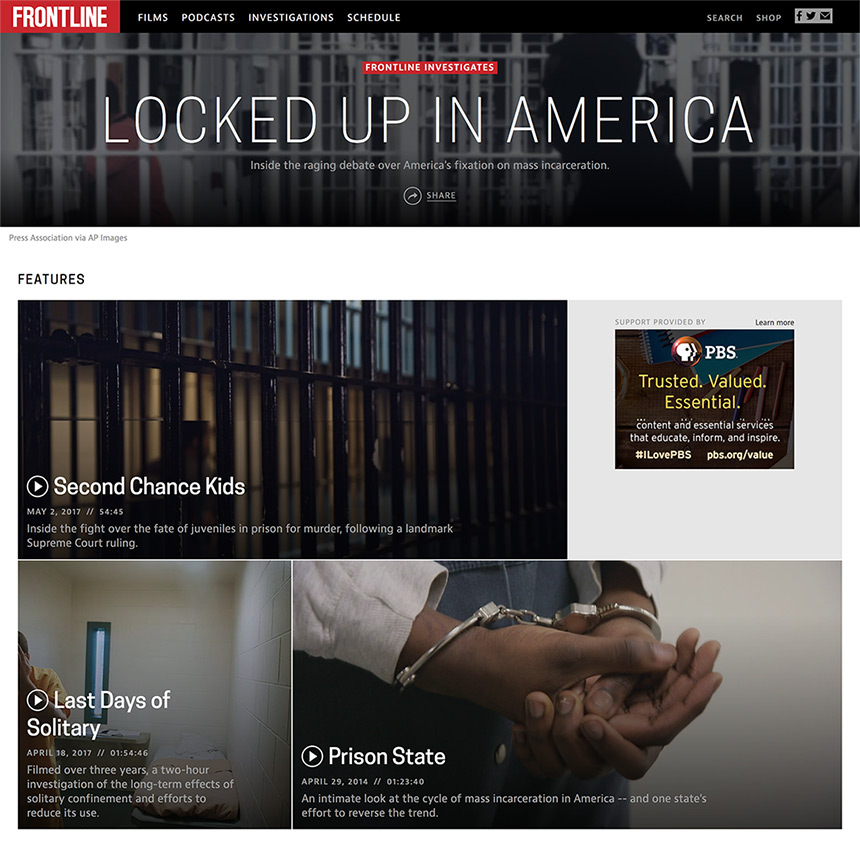 FRONTLINE
FILMS PODCASTS INVESTIGATIONS SCHEDULE
SEARCH SHOP
FRONTLINE INVESTIGATES
LOCKED UP IN AMERICA
Inside the raging debate over America's fixation on mass incarceration.
SHARE
Press Association via AP Images
FEATURES
Second Chance Kids
MAY 2, 2017 // 54:45
Inside the fight over the fate of juveniles in prison for murder, following a landmark
Supreme Court ruling.
SUPPORT PROVIDED BY Learn more
PBS
Trusted. Valued.
Essential.
content and essential services
that educate, inform, and inspire.
#ILovePBS pbs.org/value
Last Days of
Solitary
APRIL 18, 2017 // 01:54:46
Filmed over three years, a two-hour
investigation of the long-term effects of
solitary confinement and efforts to
reduce its use.
Prison State
APRIL 29, 2014 // 01:23:40
An intimate look at the cycle of mass incarceration in America -- and one state's
effort to reverse the trend.